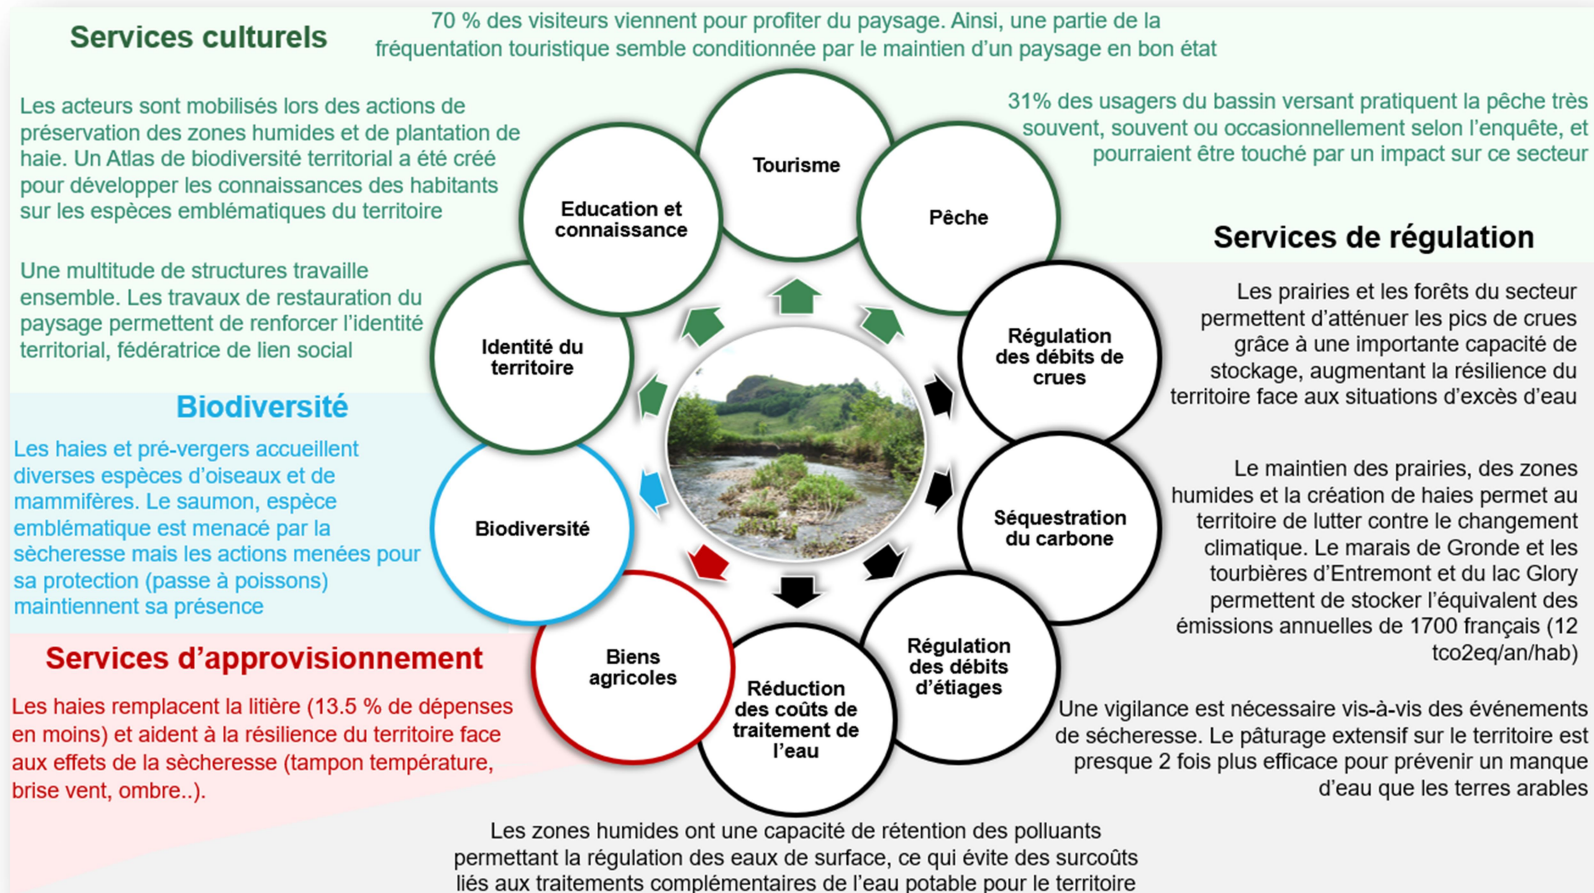 Services culturels
70 % des visiteurs viennent pour profiter du paysage. Ainsi, une partie de la
fréquentation touristique semble conditionnée par le maintien d’un paysage en bon état
Les acteurs sont mobilisés lors des actions de
préservation des zones humides et de plantation de
haie. Un Atlas de biodiversité territorial a été créé
pour développer les connaissances des habitants
sur les espèces emblématiques du territoire
31% des usagers du bassin versant pratiquent la pêche très
souvent, souvent ou occasionnellement selon l’enquête, et
pourraient être touché par un impact sur ce secteur
Tourisme
Education et
connaissance
Pêche
Une multitude de structures travaille
ensemble. Les travaux de restauration du
paysage permettent de renforcer l’identité
territorial, fédératrice de lien social
Identité du
territoire
Services de régulation
Les prairies et les forêts du secteur
permettent d’atténuer les pics de crues
grâce à une importante capacité de
stockage, augmentant la résilience du
territoire face aux situations d’excès d’eau
Régulation
des débits de
crues
Biodiversité
Les haies et pré-vergers accueillent
diverses espèces d’oiseaux et de
mammifères. Le saumon, espèce
emblématique est menacé par la
sècheresse mais les actions menées pour
sa protection (passe à poissons)
maintiennent sa présence
Biodiversité
Séquestration
du carbone
Le maintien des prairies, des zones
humides et la création de haies permet au
territoire de lutter contre le changement
climatique. Le marais de Gronde et les
tourbières d’Entremont et du lac Glory
permettent de stocker l’équivalent des
émissions annuelles de 1700 français (12
tco2eq/an/hab)
Services d’approvisionnement
Les haies remplacent la litière (13.5 % de dépenses
en moins) et aident à la résilience du territoire face
aux effets de la sècheresse (tampon température,
brise vent, ombre..).
Biens
agricoles
Réduction
des coûts de
traitement de
l’eau
Régulation
des débits
d’étiages
Une vigilance est nécessaire vis-à-vis des événements
de sécheresse. Le pâturage extensif sur le territoire est
presque 2 fois plus efficace pour prévenir un manque
d’eau que les terres arables
Les zones humides ont une capacité de rétention des polluants
permettant la régulation des eaux de surface, ce qui évite des surcoûts
liés aux traitements complémentaires de l’eau potable pour le territoire